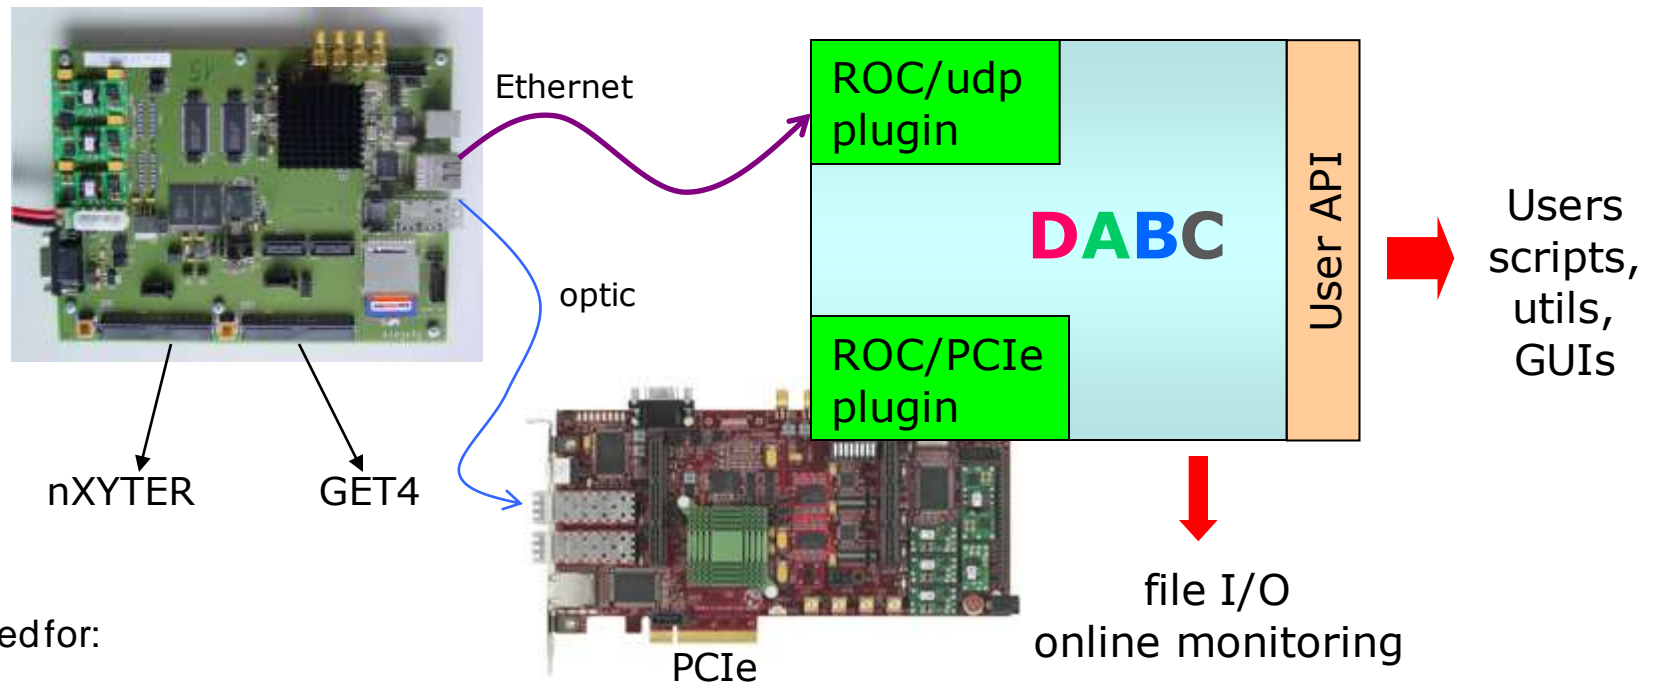 Ethernet
ROC/udp
plugin
DABC
User API
Users
scripts,
utils,
GUIs
optic
ROC/PCIe
plugin
nXYTER
GET4
file I/O
online monitoring
edfor:
PCIe